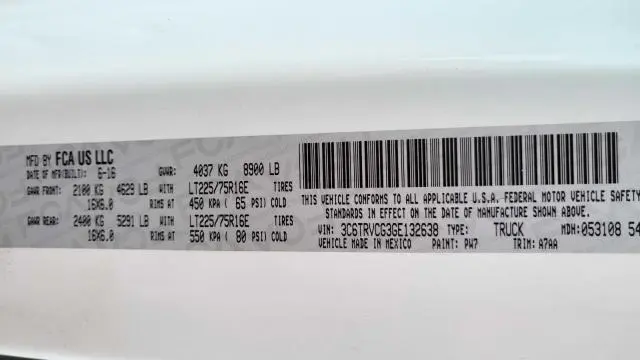 MFD BY FCA US LLC
DATE OF MFR(BUILT): 6-16 GVWR: 4037 KG 8900 LB
GAWR FRONT: 2100 KG 4629 LB WITH LT225/75R16E TIRES
16X6.0 RIMS AT 450 KPA ( 65 PSI) COLD
GAWR REAR: 2400 KG 5291 LB WITH LT225/75R16E TIRES
16X6.0 RIMS AT 550 KPA ( 80 PSI) COLD
THIS VEHICLE CONFORMS TO ALL APPLICABLE U.S.A. FEDERAL MOTOR VEHICLE SAFETY
STANDARDS IN EFFECT ON THE DATE OF MANUFACTURE SHOWN ABOVE.
VIN: 3C6TRVCG3GE132638 TYPE: TRUCK MDH: 053108 54
VEHICLE MADE IN MEXICO PAINT: PW7 TRIM: A7AA